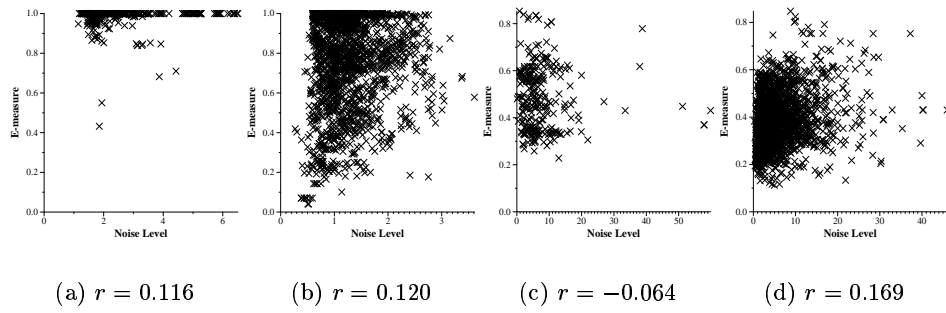 1.0
0.8
0.6
0.4
0.2
0.0
E-measure
0 2 4 6
Noise Level
1.0
0.8
0.6
0.4
0.2
0.0
E-measure
0 1 2 3
Noise Level
0.8
0.6
0.4
0.2
0.0
E-measure
0 10 20 30 40 50
Noise Level
0.8
0.6
0.4
0.2
0.0
E-measure
0 10 20 30 40
Noise Level
(a) r = 0.116
(b) r = 0.120
(c) r = −0.064
(d) r = 0.169